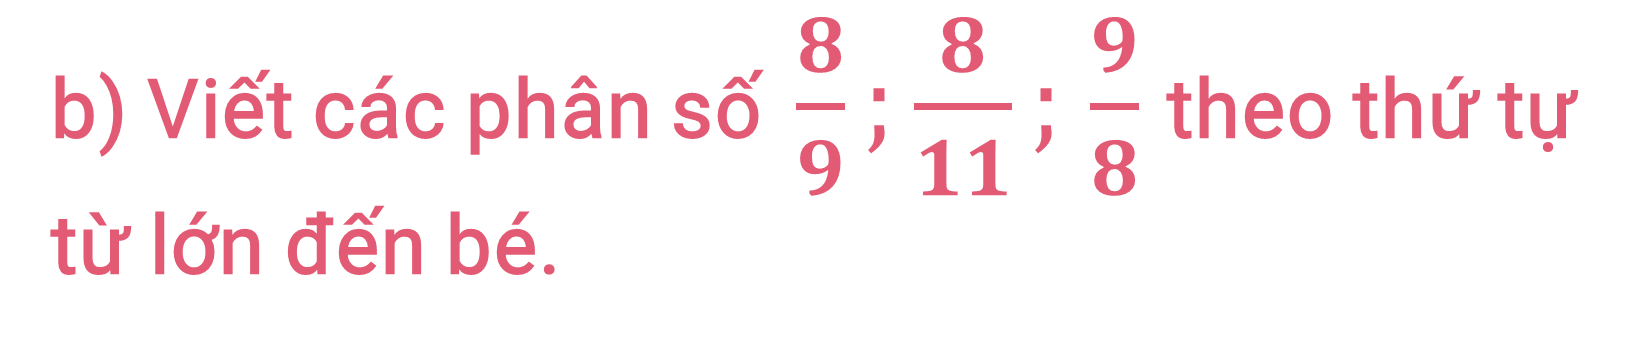 b) Viết các phân số 8/9 ; 8/11 ; 9/8 theo thứ tự
từ lớn đến bé.